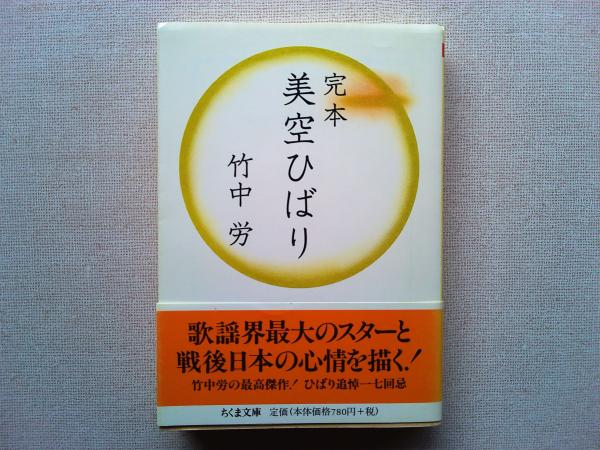 完本
美空ひばり
竹中 労
歌謡界最大のスターと
戦後日本の心情を描く!
竹中労の最高傑作! ひばり追悼一七回忌
ちくま文庫 定価(本体価格780円+税)